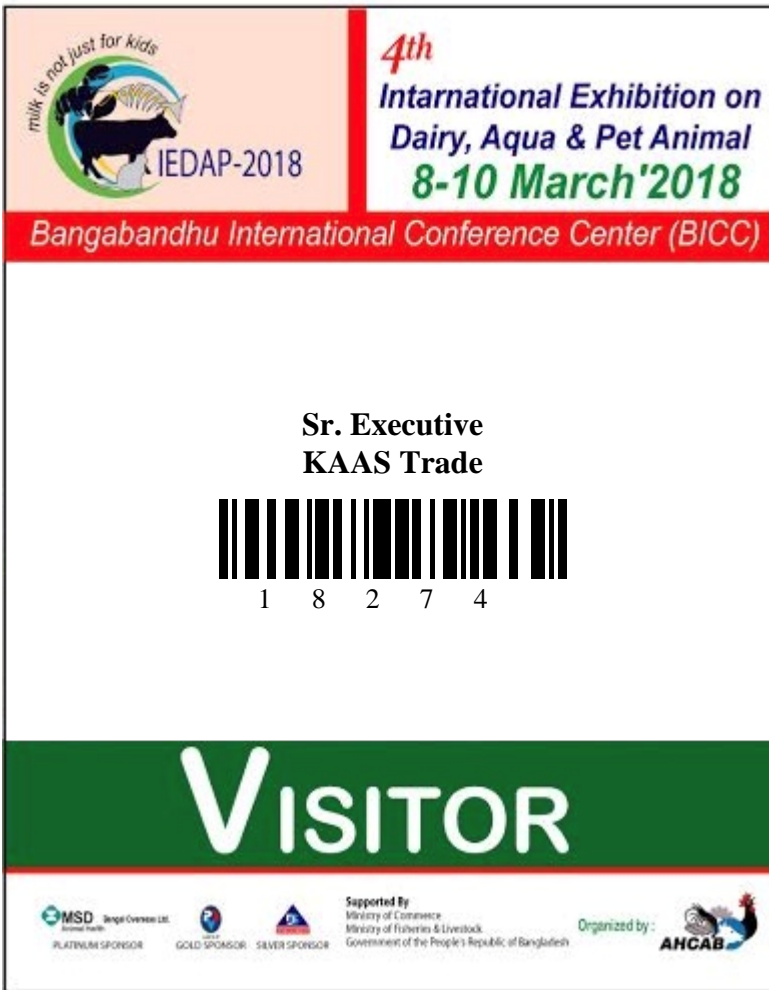 milk is not just for kids
IEDAP-2018
4th
Intarnational Exhibition on
Dairy, Aqua & Pet Animal
8-10 March'2018
Bangabandhu International Conference Center (BICC)
Sr. Executive
KAAS Trade
1 8 2 7 4
VISITOR
MSD Bengal Overseas Ltd.
Animal Health
PLATINUM SPONSOR
GOLD SPONSOR
SILVER SPONSOR
Supported By
Ministry of Commerce
Ministry of Fisheries & Livestock
Government of the People's Republic of Bangladesh
Organized by :
AHCAB